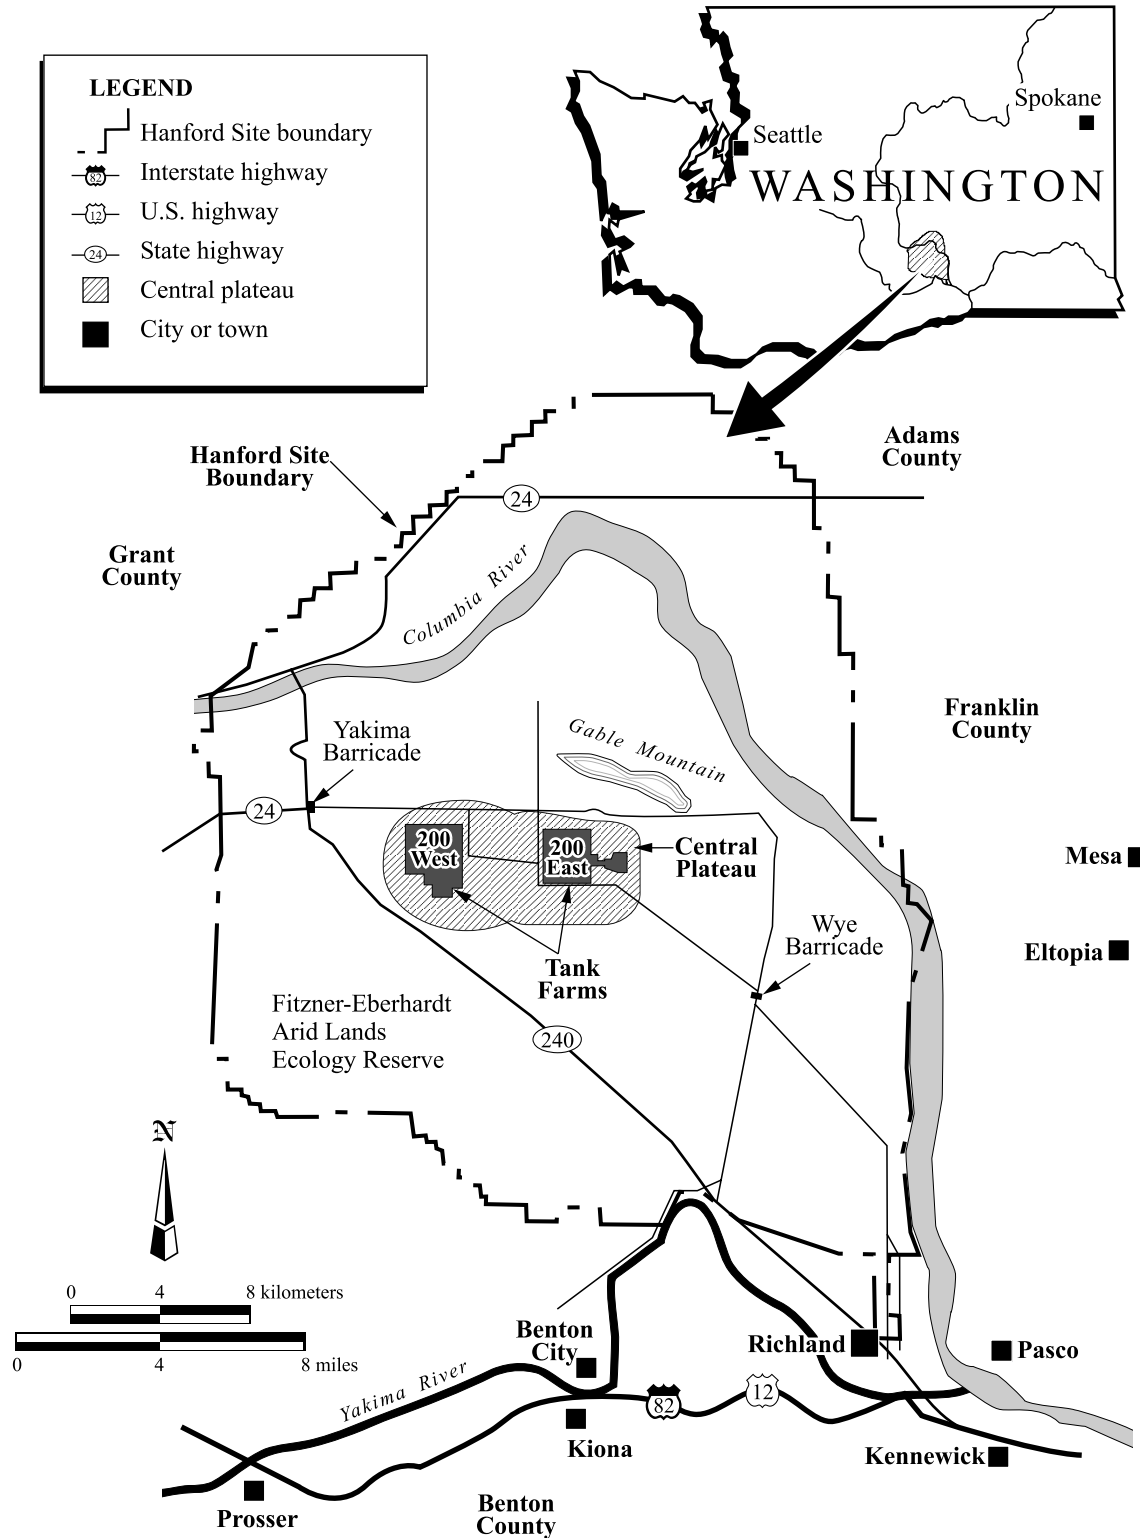 LEGEND
Hanford Site boundary
82
Interstate highway
12
U.S. highway
24
State highway
Central plateau
City or town
Spokane
Seattle
WASHINGTON
Adams
County
Hanford Site
Boundary
24
Grant
County
Columbia River
Franklin
County
Yakima
Barricade
Gable Mountain
24
200
West
200
East
Central
Plateau
Mesa
Wye
Barricade
Eltopia
Tank
Farms
Fitzner-Eberhardt
Arid Lands
Ecology Reserve
240
N
0 4 8 kilometers
0 4 8 miles
Benton
City
Richland
Pasco
Yakima River
82
12
Kiona
Kennewick
Prosser
Benton
County